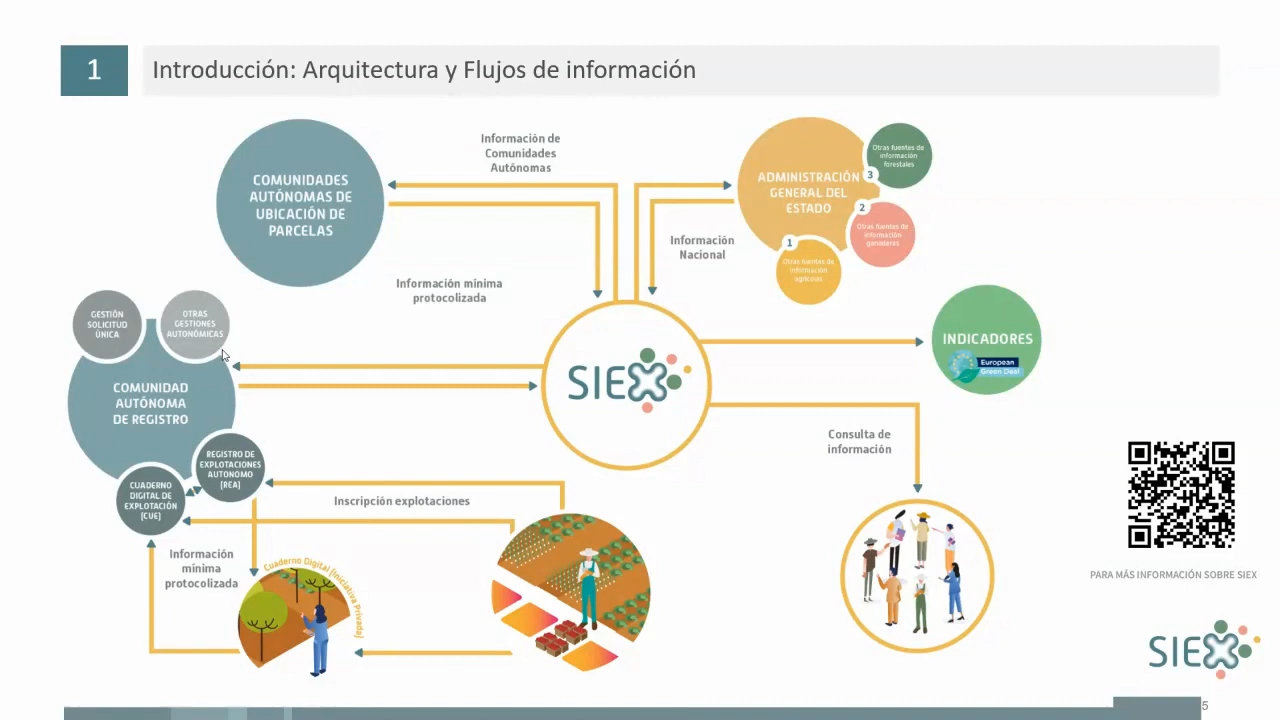 1
Introducción: Arquitectura y Flujos de información
COMUNIDADES
AUTÓNOMAS DE
UBICACIÓN DE
PARCELAS
Información de
Comunidades
Autónomas
ADMINISTRACIÓN
GENERAL DEL
ESTADO
Otras fuentes de
información
forestales
3
2
Otras fuentes de
información
ganaderas
1
Otras fuentes de
información
agrícolas
Información
Nacional
Información mínima
protocolizada
GESTIÓN
SOLICITUD
ÚNICA
OTRAS
GESTIONES
AUTONÓMICAS
COMUNIDAD
AUTÓNOMA
DE REGISTRO
SIEX
INDICADORES
European
Green Deal
REGISTRO DE
EXPLOTACIONES
AUTONOMO
(REA)
CUADERNO
DIGITAL DE
EXPLOTACIÓN
(CUE)
Inscripción explotaciones
Consulta de
información
Información
mínima
protocolizada
Cuaderno Digital (Iniciativa Privada)
PARA MÁS INFORMACIÓN SOBRE SIEX
SIEX
5